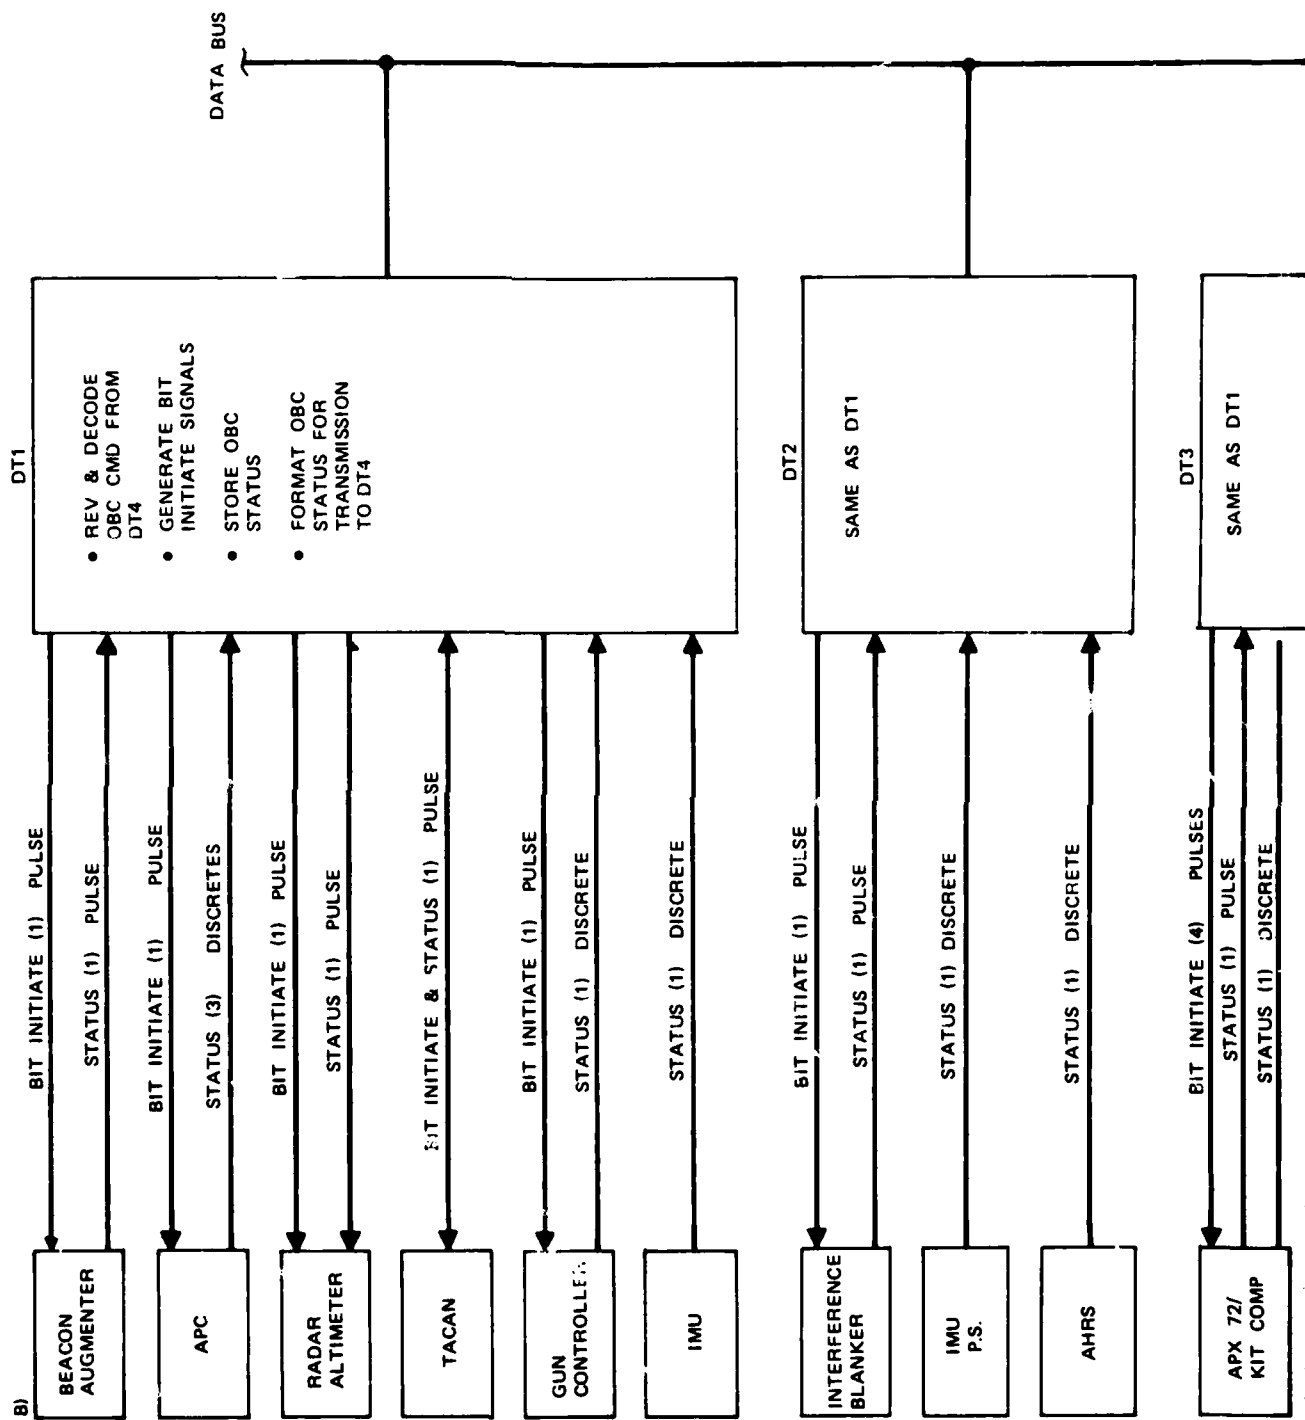 B)
BEACON
AUGMENTER
APC
RADAR
ALTIMETER
TACAN
GUN
CONTROLLER
IMU
INTERFERENCE
BLANKER
IMU
P.S.
AHRS
APX 72/
KIT COMP
BIT INITIATE (1) PULSE
STATUS (1) PULSE
BIT INITIATE (1) PULSE
STATUS (3) DISCRETES
BIT INITIATE (1) PULSE
STATUS (1) PULSE
BIT INITIATE & STATUS (1) PULSE
BIT INITIATE (1) PULSE
STATUS (1) DISCRETE
STATUS (1) DISCRETE
BIT INITIATE (1) PULSE
STATUS (1) PULSE
STATUS (1) DISCRETE
STATUS (1) DISCRETE
BIT INITIATE (4) PULSES
STATUS (1) PULSE
STATUS (1) DISCRETE
DT1
• REV & DECODE
OBC CMD FROM
DT4
• GENERATE BIT
INITIATE SIGNALS
• STORE OBC
STATUS
• FORMAT OBC
STATUS FOR
TRANSMISSION
TO DT4
DT2
SAME AS DT1
DT3
SAME AS DT1
DATA BUS